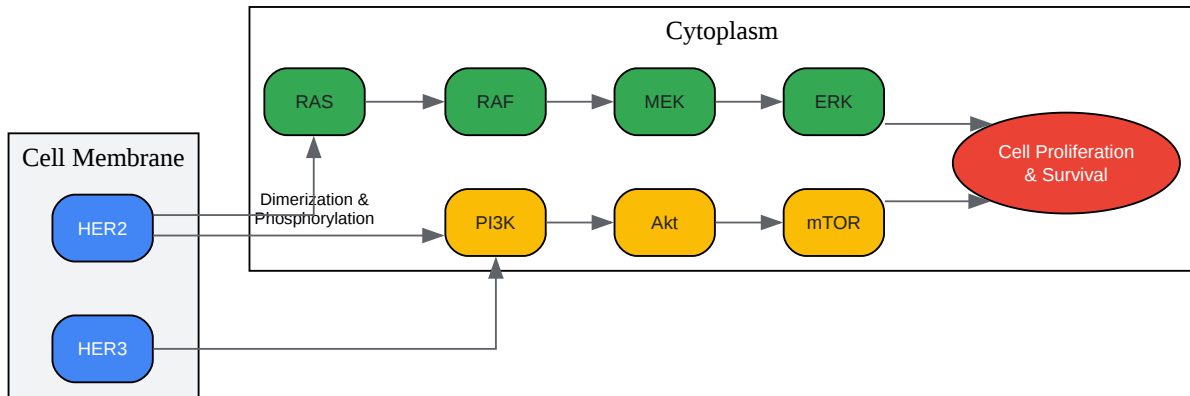 Cytoplasm
RAS
RAF
MEK
ERK
Cell Membrane
Cell Proliferation
& Survival
Dimerization &
Phosphorylation
HER2
PI3K
Akt
mTOR
HER3